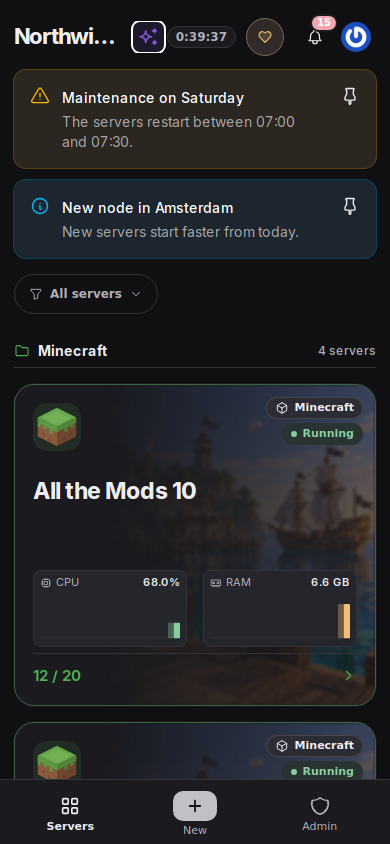 Northwi...
0:39:37
15
Maintenance on Saturday
The servers restart between 07:00
and 07:30.
New node in Amsterdam
New servers start faster from today.
All servers
Minecraft
4 servers
Minecraft
Running
All the Mods 10
CPU
68.0%
RAM
6.6 GB
12 / 20
Minecraft
Running
Servers
New
Admin